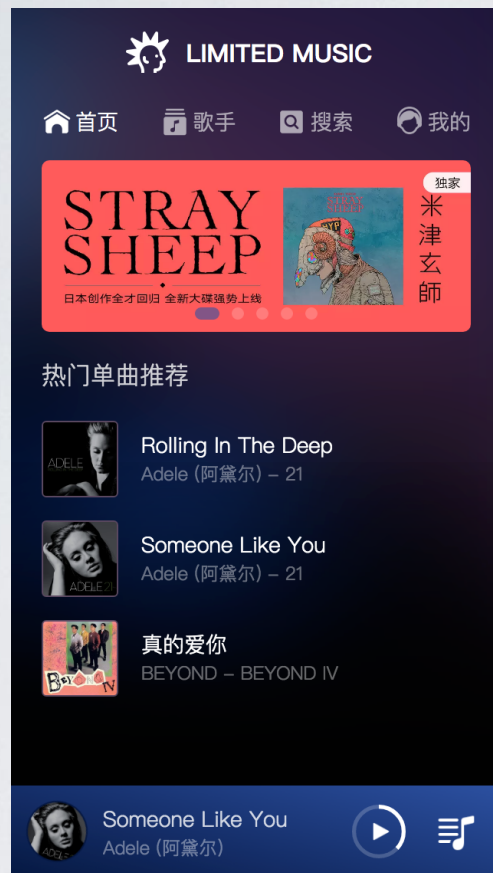 LIMITED MUSIC
首页
歌手
搜索
我的
独家
STRAY
SHEEP
米津玄師
日本创作全才回归 全新大碟强势上线
热门单曲推荐
ADELE
Rolling In The Deep
Adele (阿黛尔) – 21
ADELE 21
Someone Like You
Adele (阿黛尔) – 21
BEYOND IV
真的爱你
BEYOND – BEYOND IV
Someone Like You
Adele (阿黛尔)